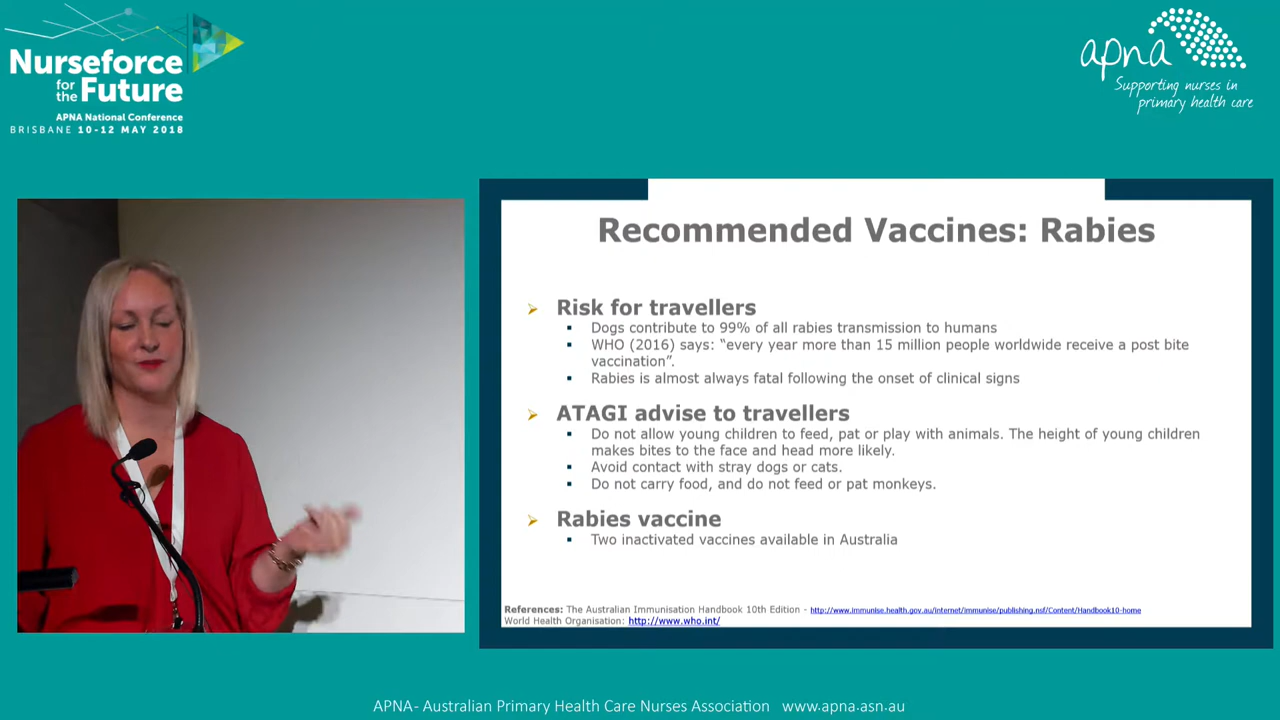 Nurseforce
for
the
Future
APNA National Conference
BRISBANE 10-12 MAY 2018
apna
Supporting nurses in
primary health care
Recommended Vaccines: Rabies
Risk for travellers
Dogs contribute to 99% of all rabies transmission to humans
WHO (2016) says: “every year more than 15 million people worldwide receive a post bite
vaccination”.
Rabies is almost always fatal following the onset of clinical signs
ATAGI advise to travellers
Do not allow young children to feed, pat or play with animals. The height of young children
makes bites to the face and head more likely.
Avoid contact with stray dogs or cats.
Do not carry food, and do not feed or pat monkeys.
Rabies vaccine
Two inactivated vaccines available in Australia
References: The Australian Immunisation Handbook 10th Edition - http://www.immunise.health.gov.au/internet/immunise/publishing.nsf/Content/Handbook10-home
World Health Organisation: http://www.who.int/
APNA- Australian Primary Health Care Nurses Association www.apna.asn.au